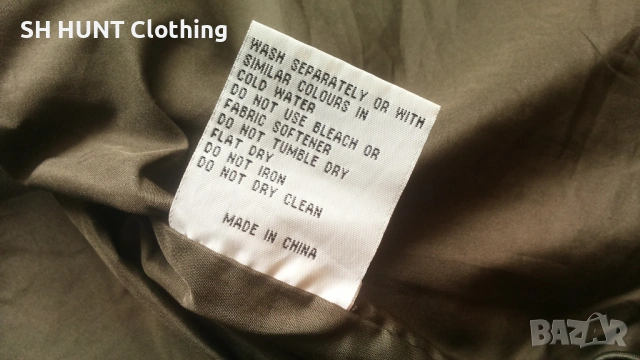 SH HUNT Clothing
WASH SEPARATELY OR WITH
SIMILAR COLOURS IN
COLD WATER
DO NOT USE BLEACH OR
FABRIC SOFTENER
DO NOT TUMBLE DRY
FLAT DRY
DO NOT IRON
DO NOT DRY CLEAN
MADE IN CHINA
BAZAR